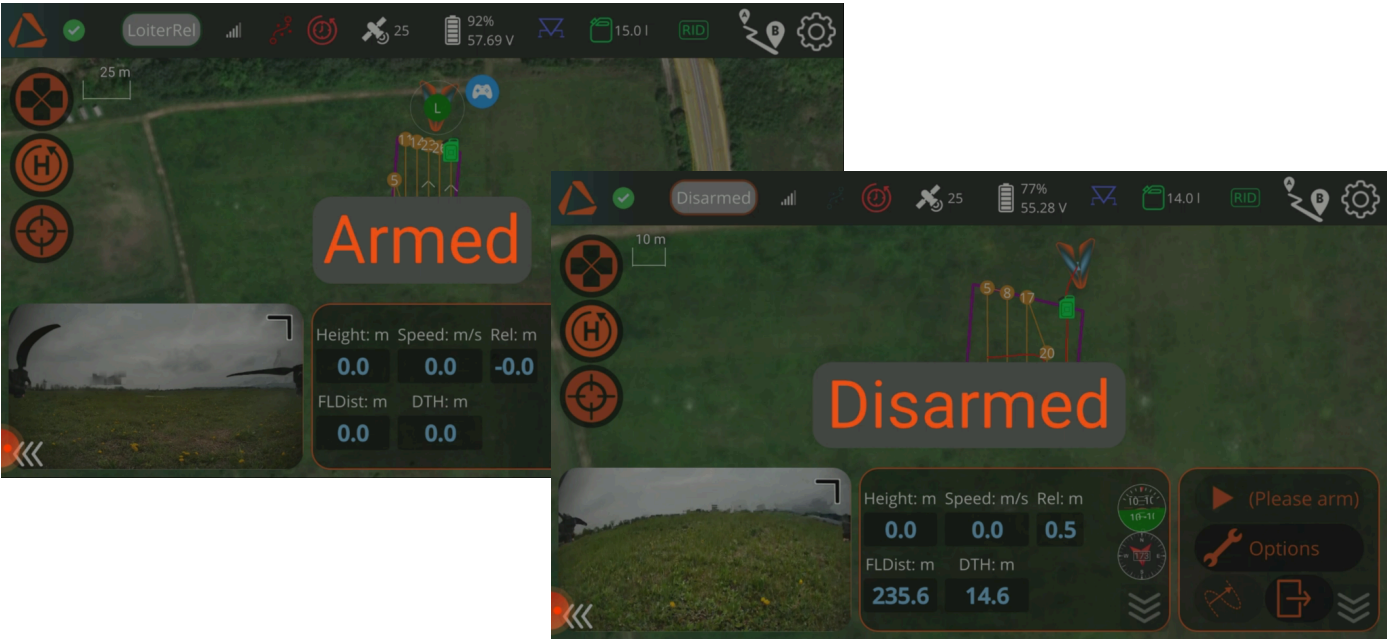 LoiterRel
25
92%
57.69 V
15.0 l
RID
A
B
25 m
H
L
5
Armed
Height: m Speed: m/s Rel: m
0.0 0.0 -0.0
FLDist: m DTH: m
0.0 0.0
Disarmed
25
77%
55.28 V
14.0 l
RID
A
B
10 m
H
5 8 17
20
Disarmed
Height: m Speed: m/s Rel: m
0.0 0.0 0.5
FLDist: m DTH: m
235.6 14.6
(Please arm)
Options